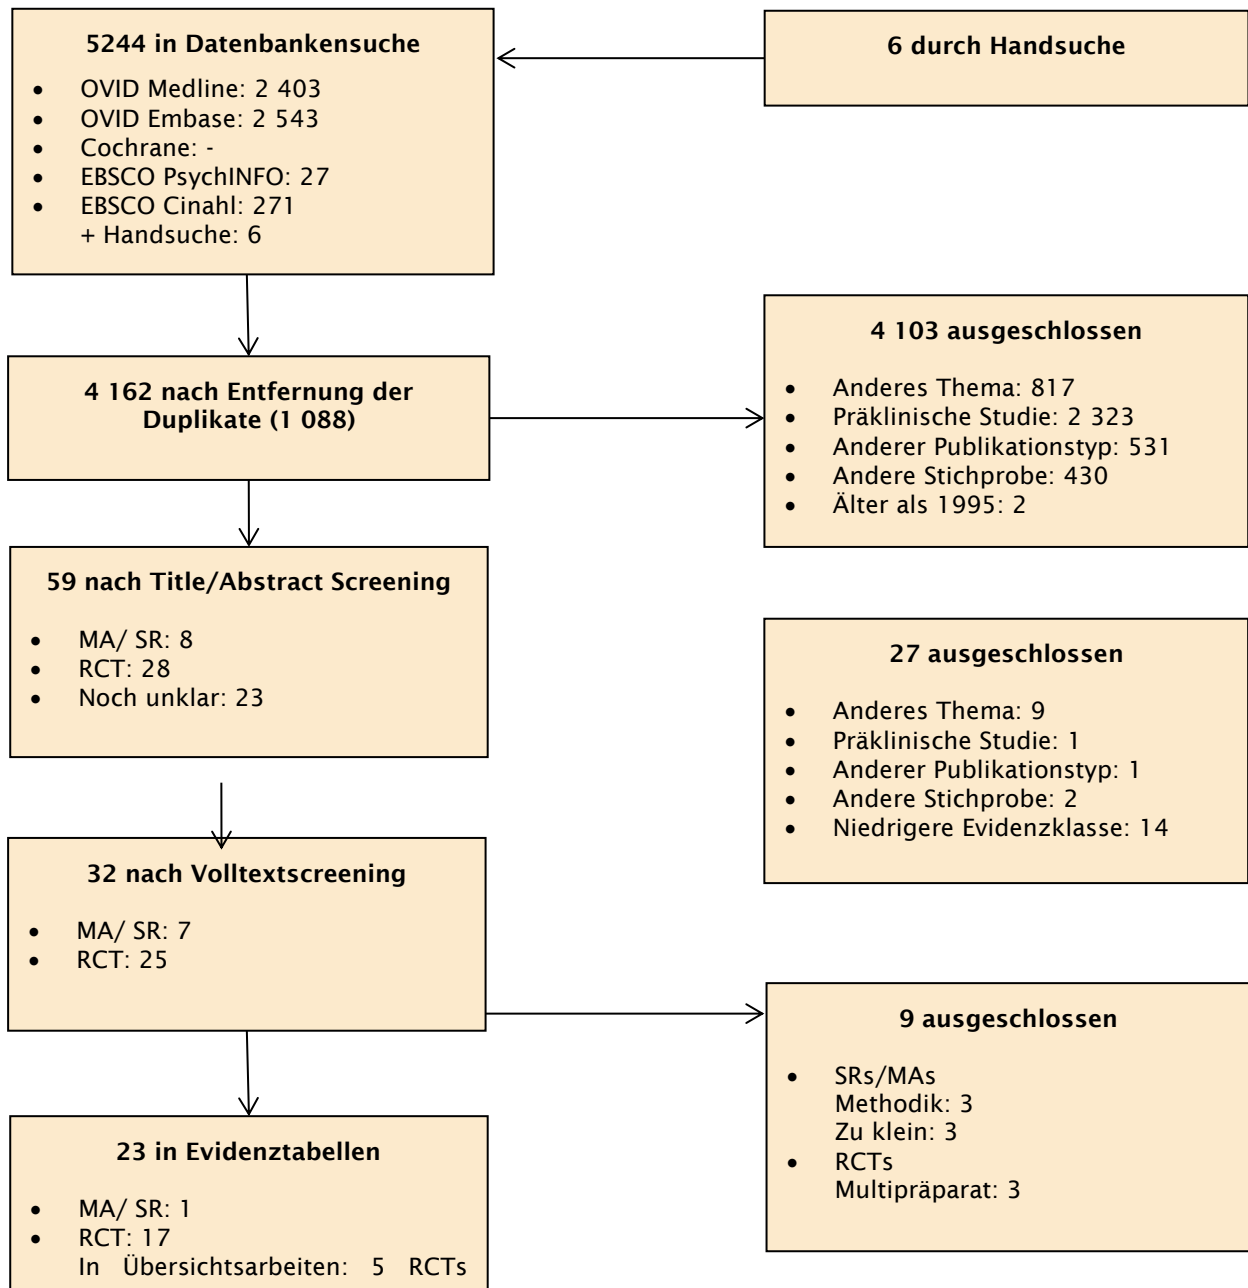 5244 in Datenbankensuche
• OVID Medline: 2 403
• OVID Embase: 2 543
• Cochrane: -
• EBSCO PsychINFO: 27
• EBSCO Cinahl: 271
+ Handsuche: 6
6 durch Handsuche
4 162 nach Entfernung der
Duplikate (1 088)
4 103 ausgeschlossen
• Anderes Thema: 817
• Präklinische Studie: 2 323
• Anderer Publikationstyp: 531
• Andere Stichprobe: 430
• Älter als 1995: 2
59 nach Title/Abstract Screening
• MA/ SR: 8
• RCT: 28
• Noch unklar: 23
27 ausgeschlossen
• Anderes Thema: 9
• Präklinische Studie: 1
• Anderer Publikationstyp: 1
• Andere Stichprobe: 2
• Niedrigere Evidenzklasse: 14
32 nach Volltextscreening
• MA/ SR: 7
• RCT: 25
9 ausgeschlossen
• SRs/MAs
Methodik: 3
Zu klein: 3
• RCTs
Multipräparat: 3
23 in Evidenztabellen
• MA/ SR: 1
• RCT: 17
In Übersichtsarbeiten: 5 RCTs